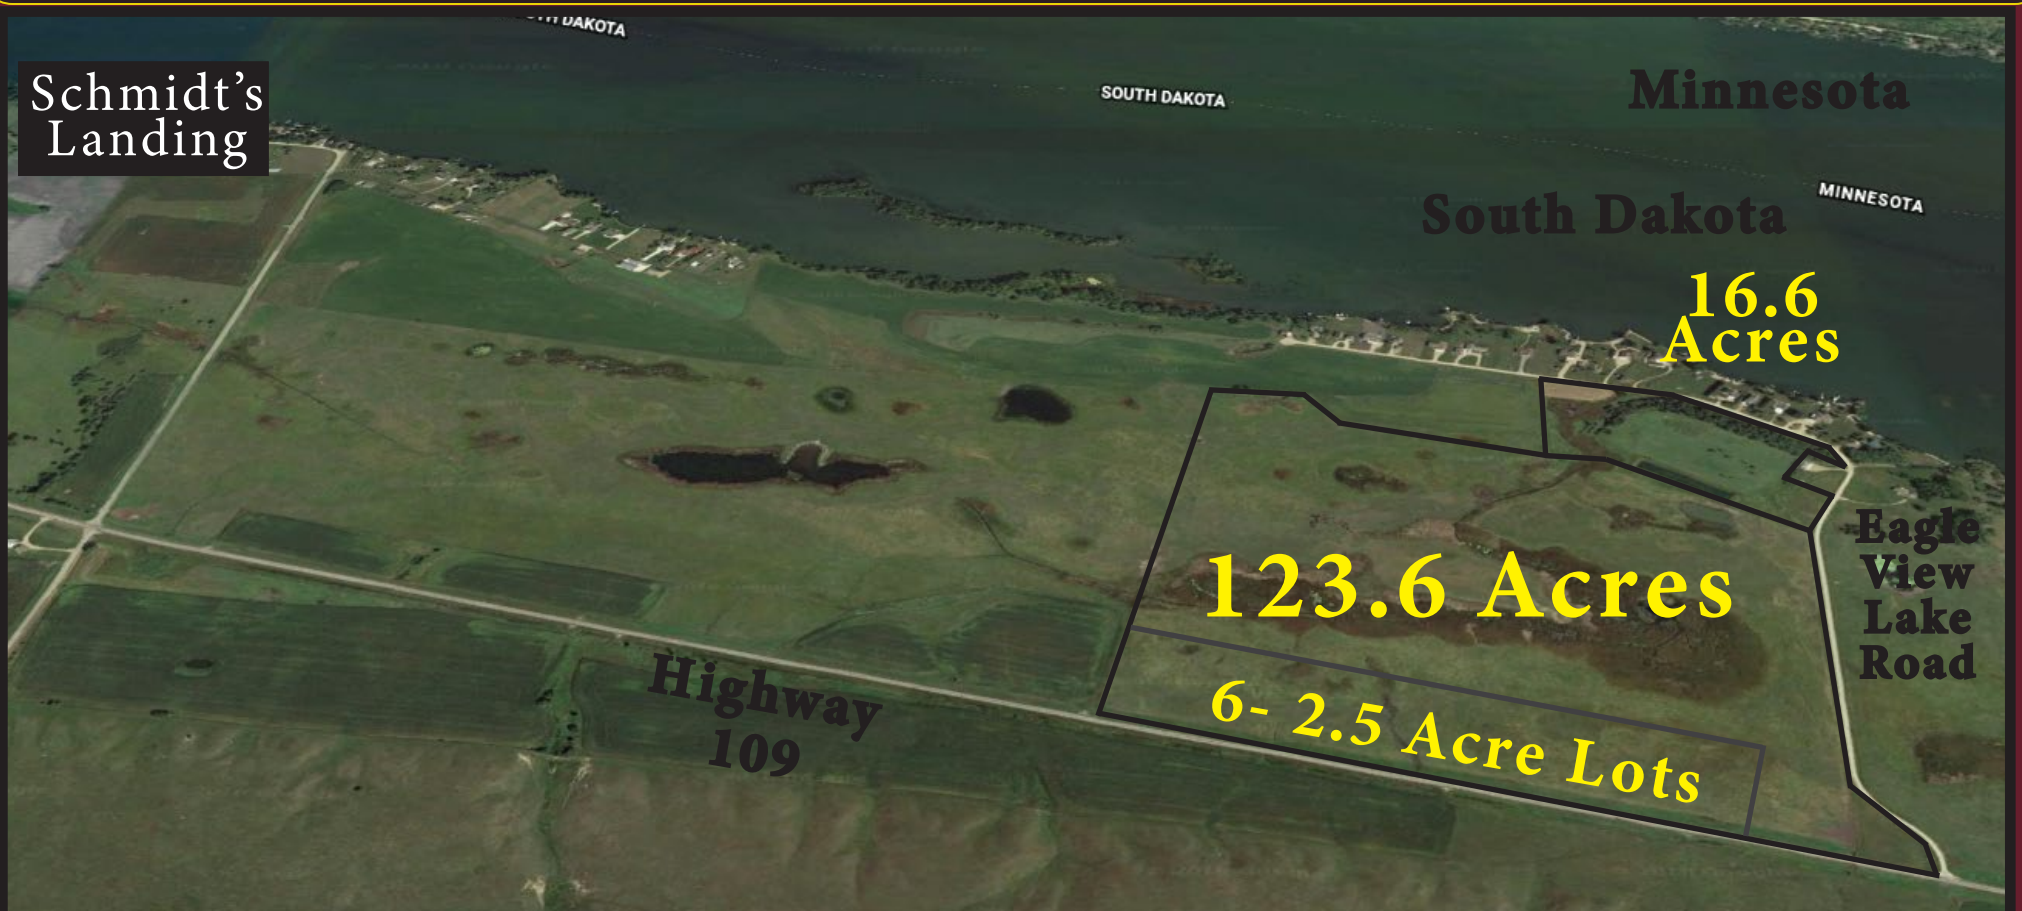 DAKOTA
SOUTH DAKOTA
Schmidt's
Landing
Minnesota
MINNESOTA
South Dakota
16.6
Acres
Eagle
View
Lake
Road
123.6 Acres
Highway
109
6- 2.5 Acre Lots